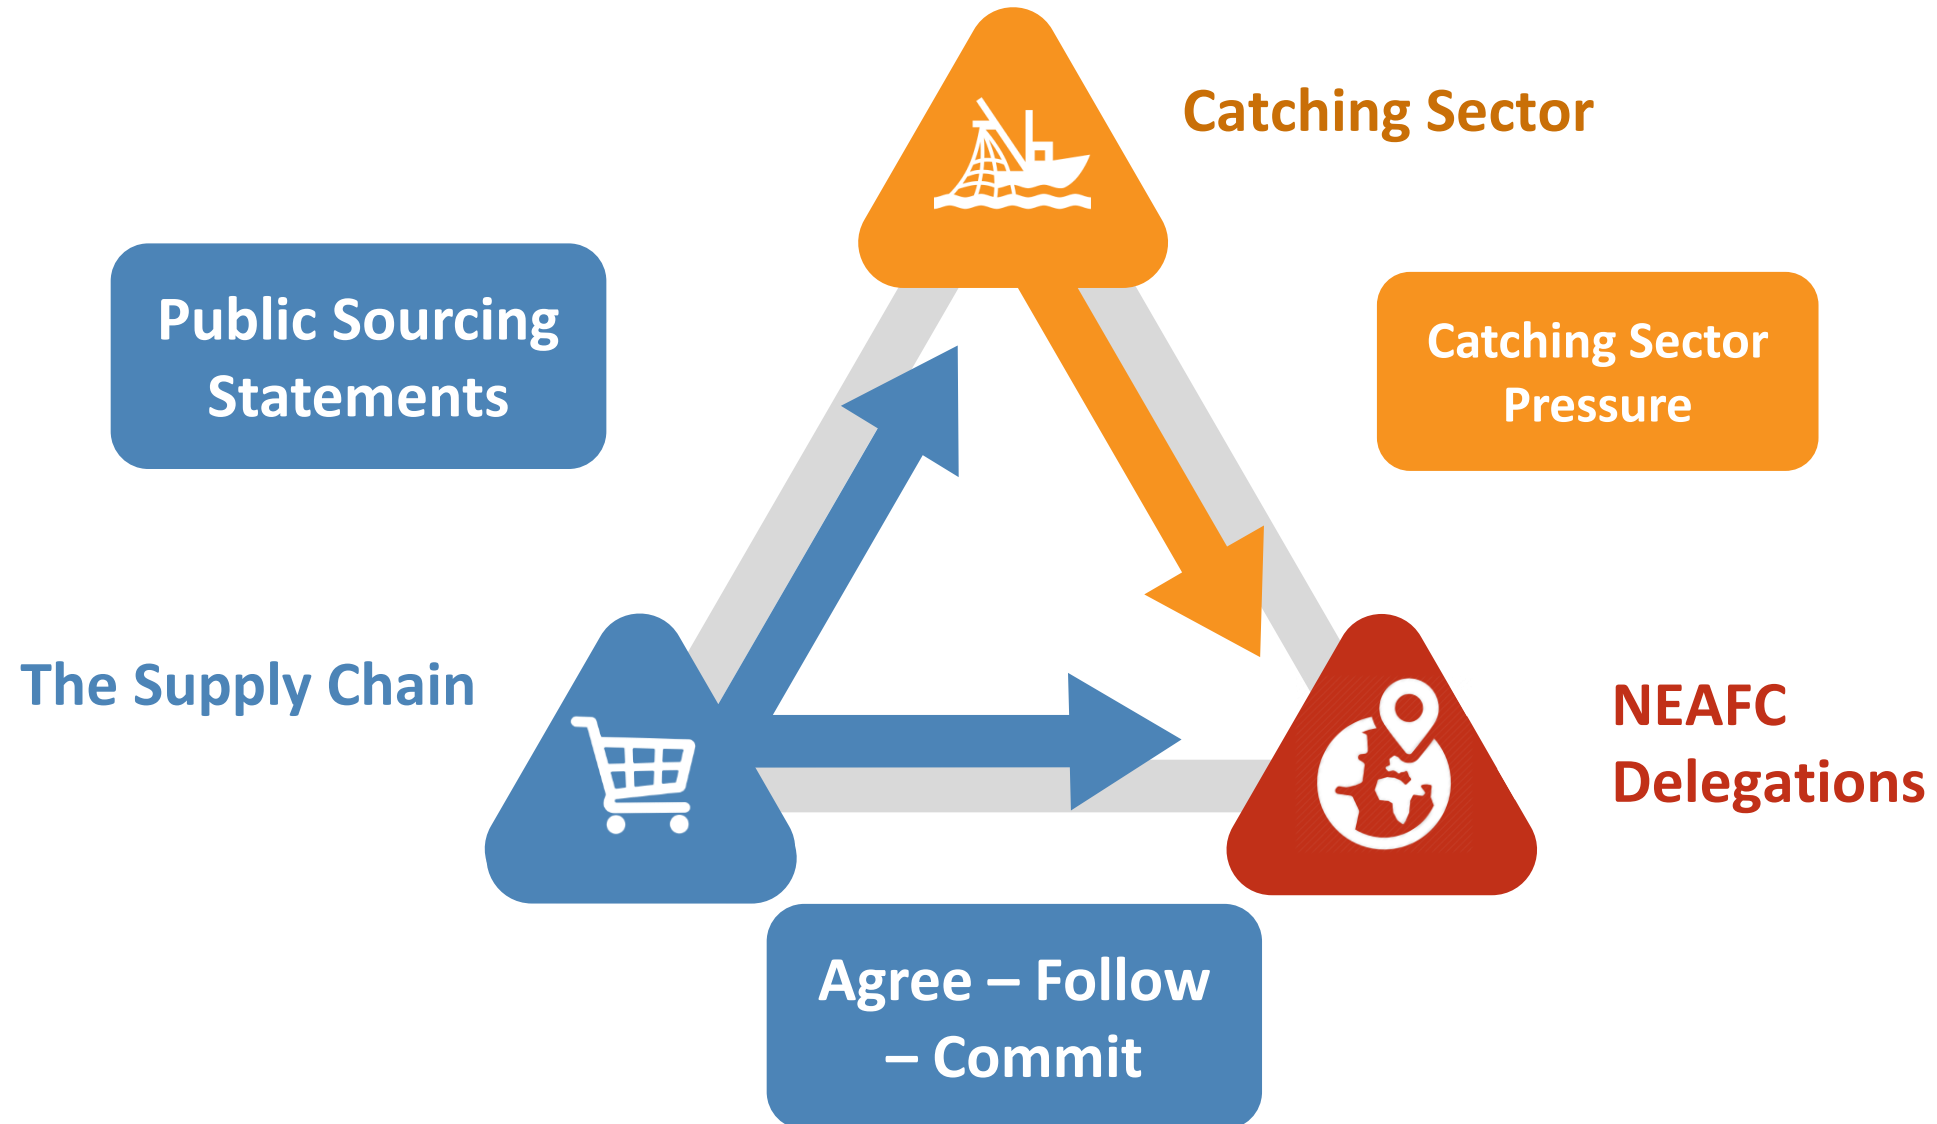 Catching Sector
Public Sourcing
Statements
Catching Sector
Pressure
The Supply Chain
NEAFC
Delegations
Agree – Follow
– Commit